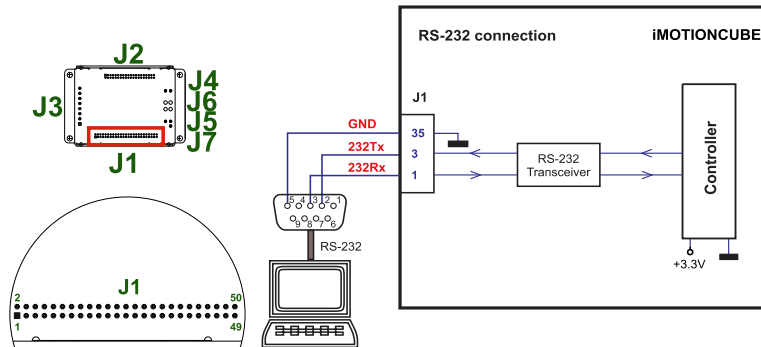 RS-232 connection
iMOTIONCUBE
J2
J4
J3
J6
J5
J7
J1
J1
GND
35
232Tx
3
232Rx
1
RS-232
Transceiver
Controller
+3.3V
5 4 3 2 1
9 8 7 6
RS-232
J1
2
50
1
49